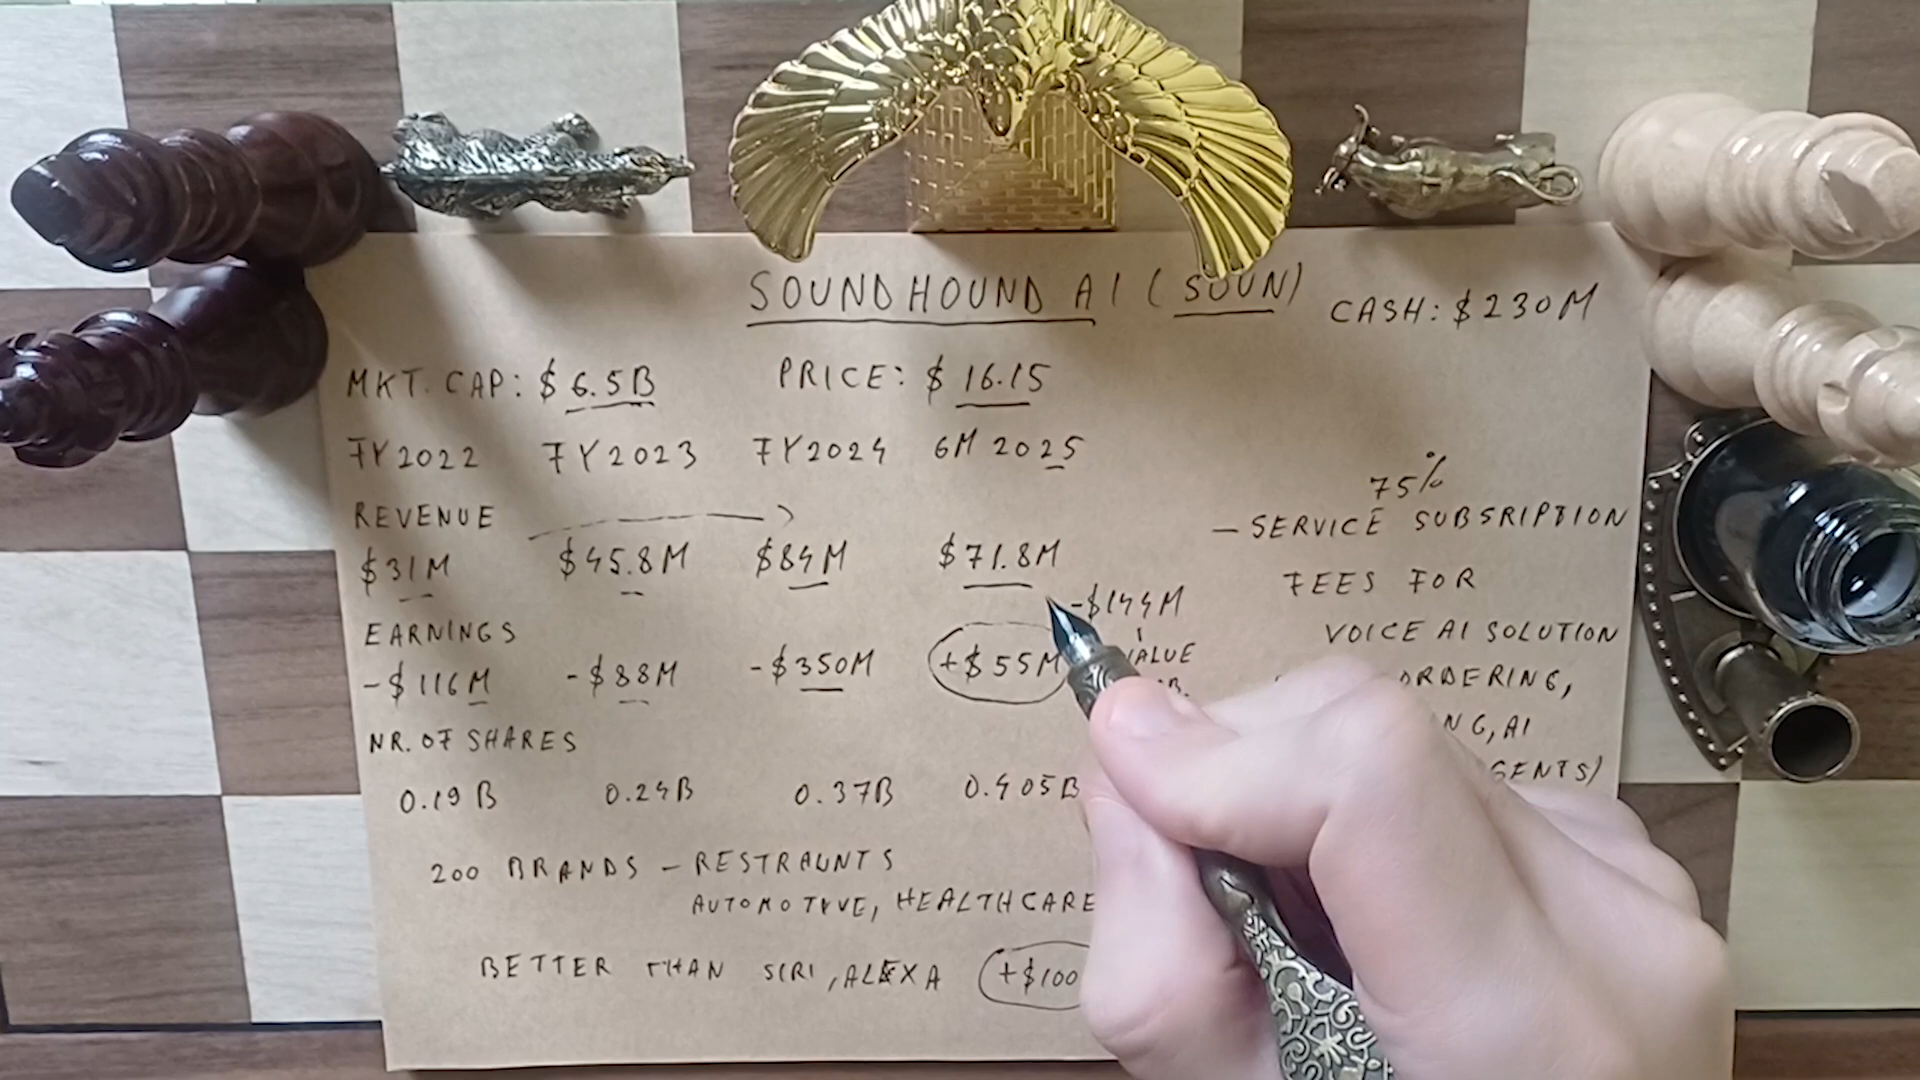 SOUNDHOUND AI (SOUN)
CASH: $230M
MKT. CAP: $6.5B PRICE: $16.15
FY2022 FY2023 FY2024 6M 2025
REVENUE
$31M $45.8M $84M $71.8M
EARNINGS
-$116M -$88M -$350M +$55M
-$144M
NR. OF SHARES
0.19B 0.24B 0.37B 0.405B
200 BRANDS - RESTRAUNTS
AUTOMOTIVE, HEALTHCARE
BETTER THAN SIRI, ALEXA +$100
75%
- SERVICE SUBSRIPTION
FEES FOR
VOICE AI SOLUTION
AI